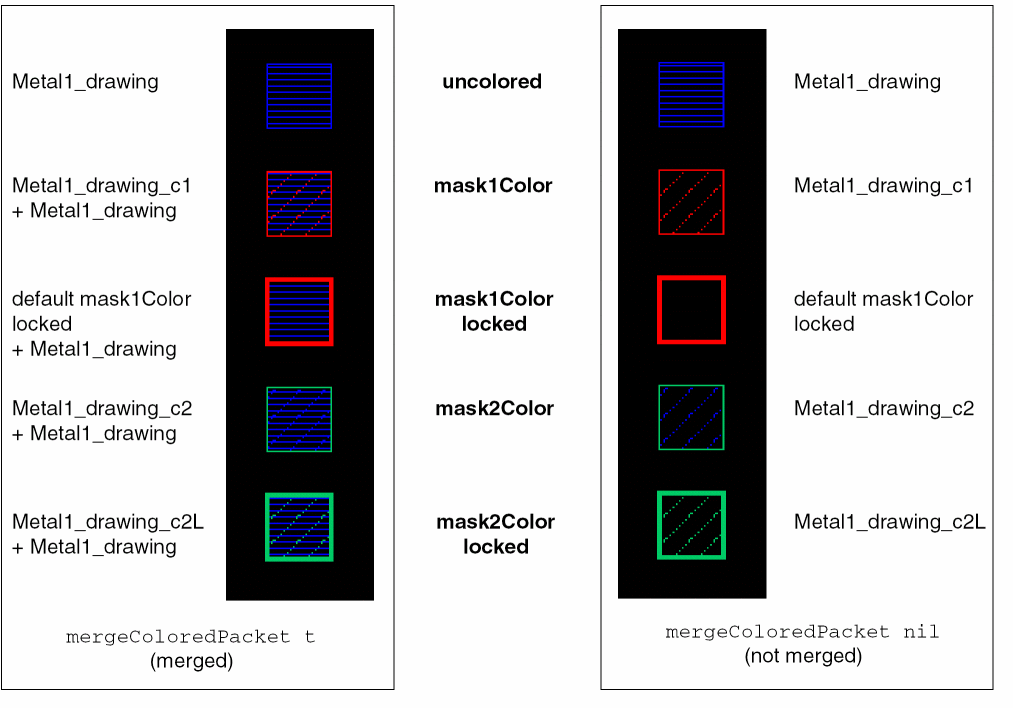 Metal1_drawing
uncolored
Metal1_drawing
Metal1_drawing_c1
+ Metal1_drawing
mask1Color
Metal1_drawing_c1
default mask1Color
locked
+ Metal1_drawing
mask1Color
locked
default mask1Color
locked
Metal1_drawing_c2
+ Metal1_drawing
mask2Color
Metal1_drawing_c2
Metal1_drawing_c2L
+ Metal1_drawing
mask2Color
locked
Metal1_drawing_c2L
mergeColoredPacket t
(merged)
mergeColoredPacket nil
(not merged)